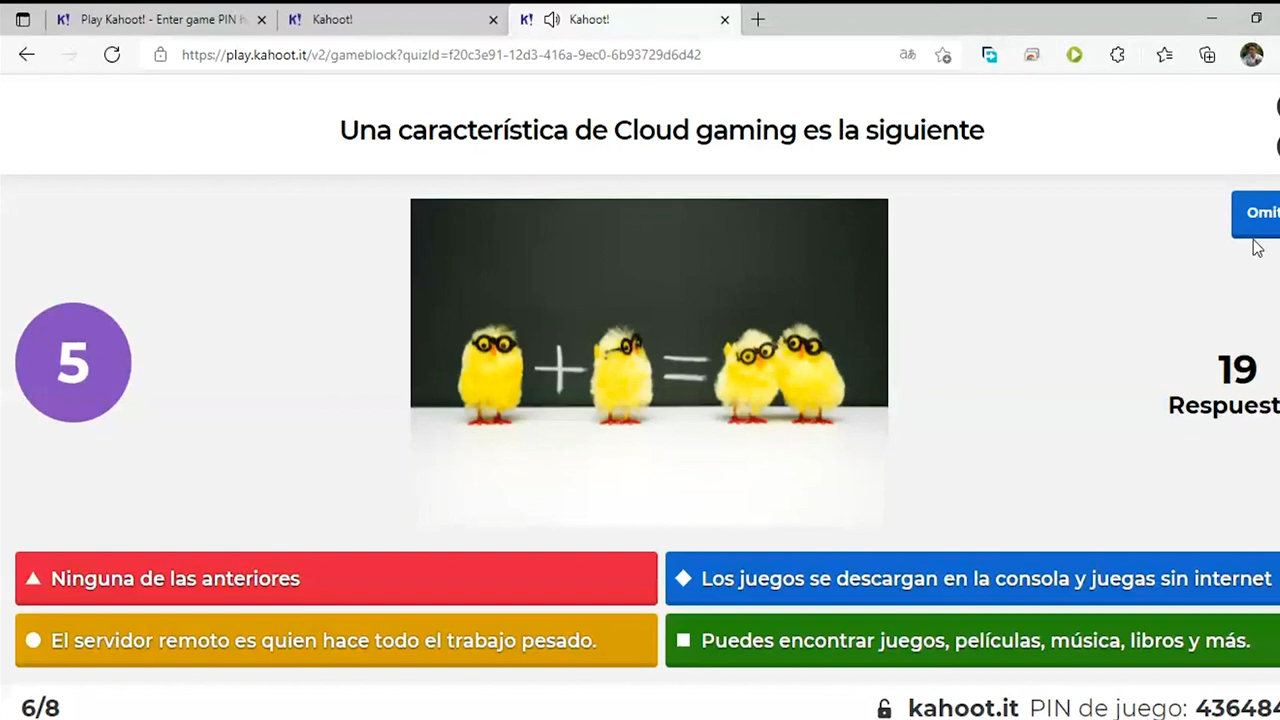 K! Play Kahoot! - Enter game PIN h
K! Kahoot!
K! Kahoot!
https://play.kahoot.it/v2/gameblock?quizId=f20c3e91-12d3-416a-9ec0-6b93729d6d42
Una característica de Cloud gaming es la siguiente
Omit
5
+ =
19
Respuest
Ninguna de las anteriores
Los juegos se descargan en la consola y juegas sin internet
El servidor remoto es quien hace todo el trabajo pesado.
Puedes encontrar juegos, películas, música, libros y más.
6/8
kahoot.it PIN de juego: 436484